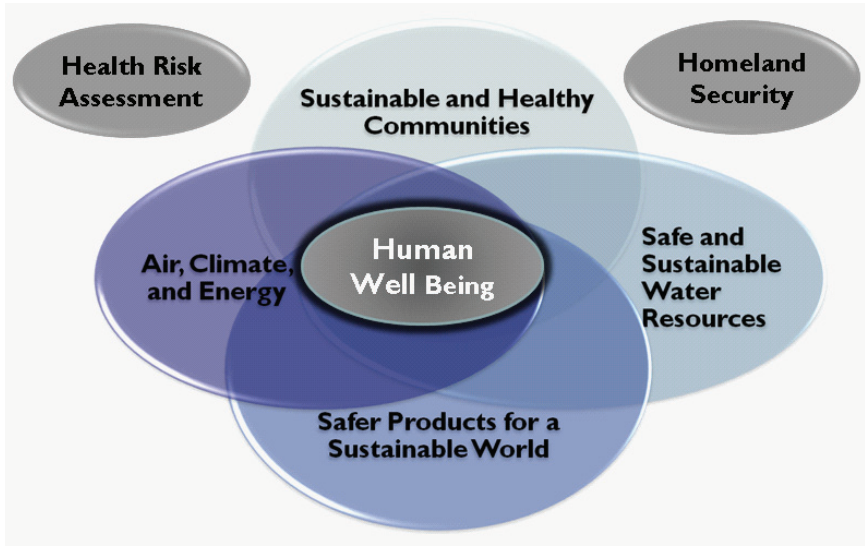 Health Risk
Assessment
Homeland
Security
Sustainable and Healthy
Communities
Air, Climate,
and Energy
Human
Well Being
Safe and
Sustainable
Water
Resources
Safer Products for a
Sustainable World